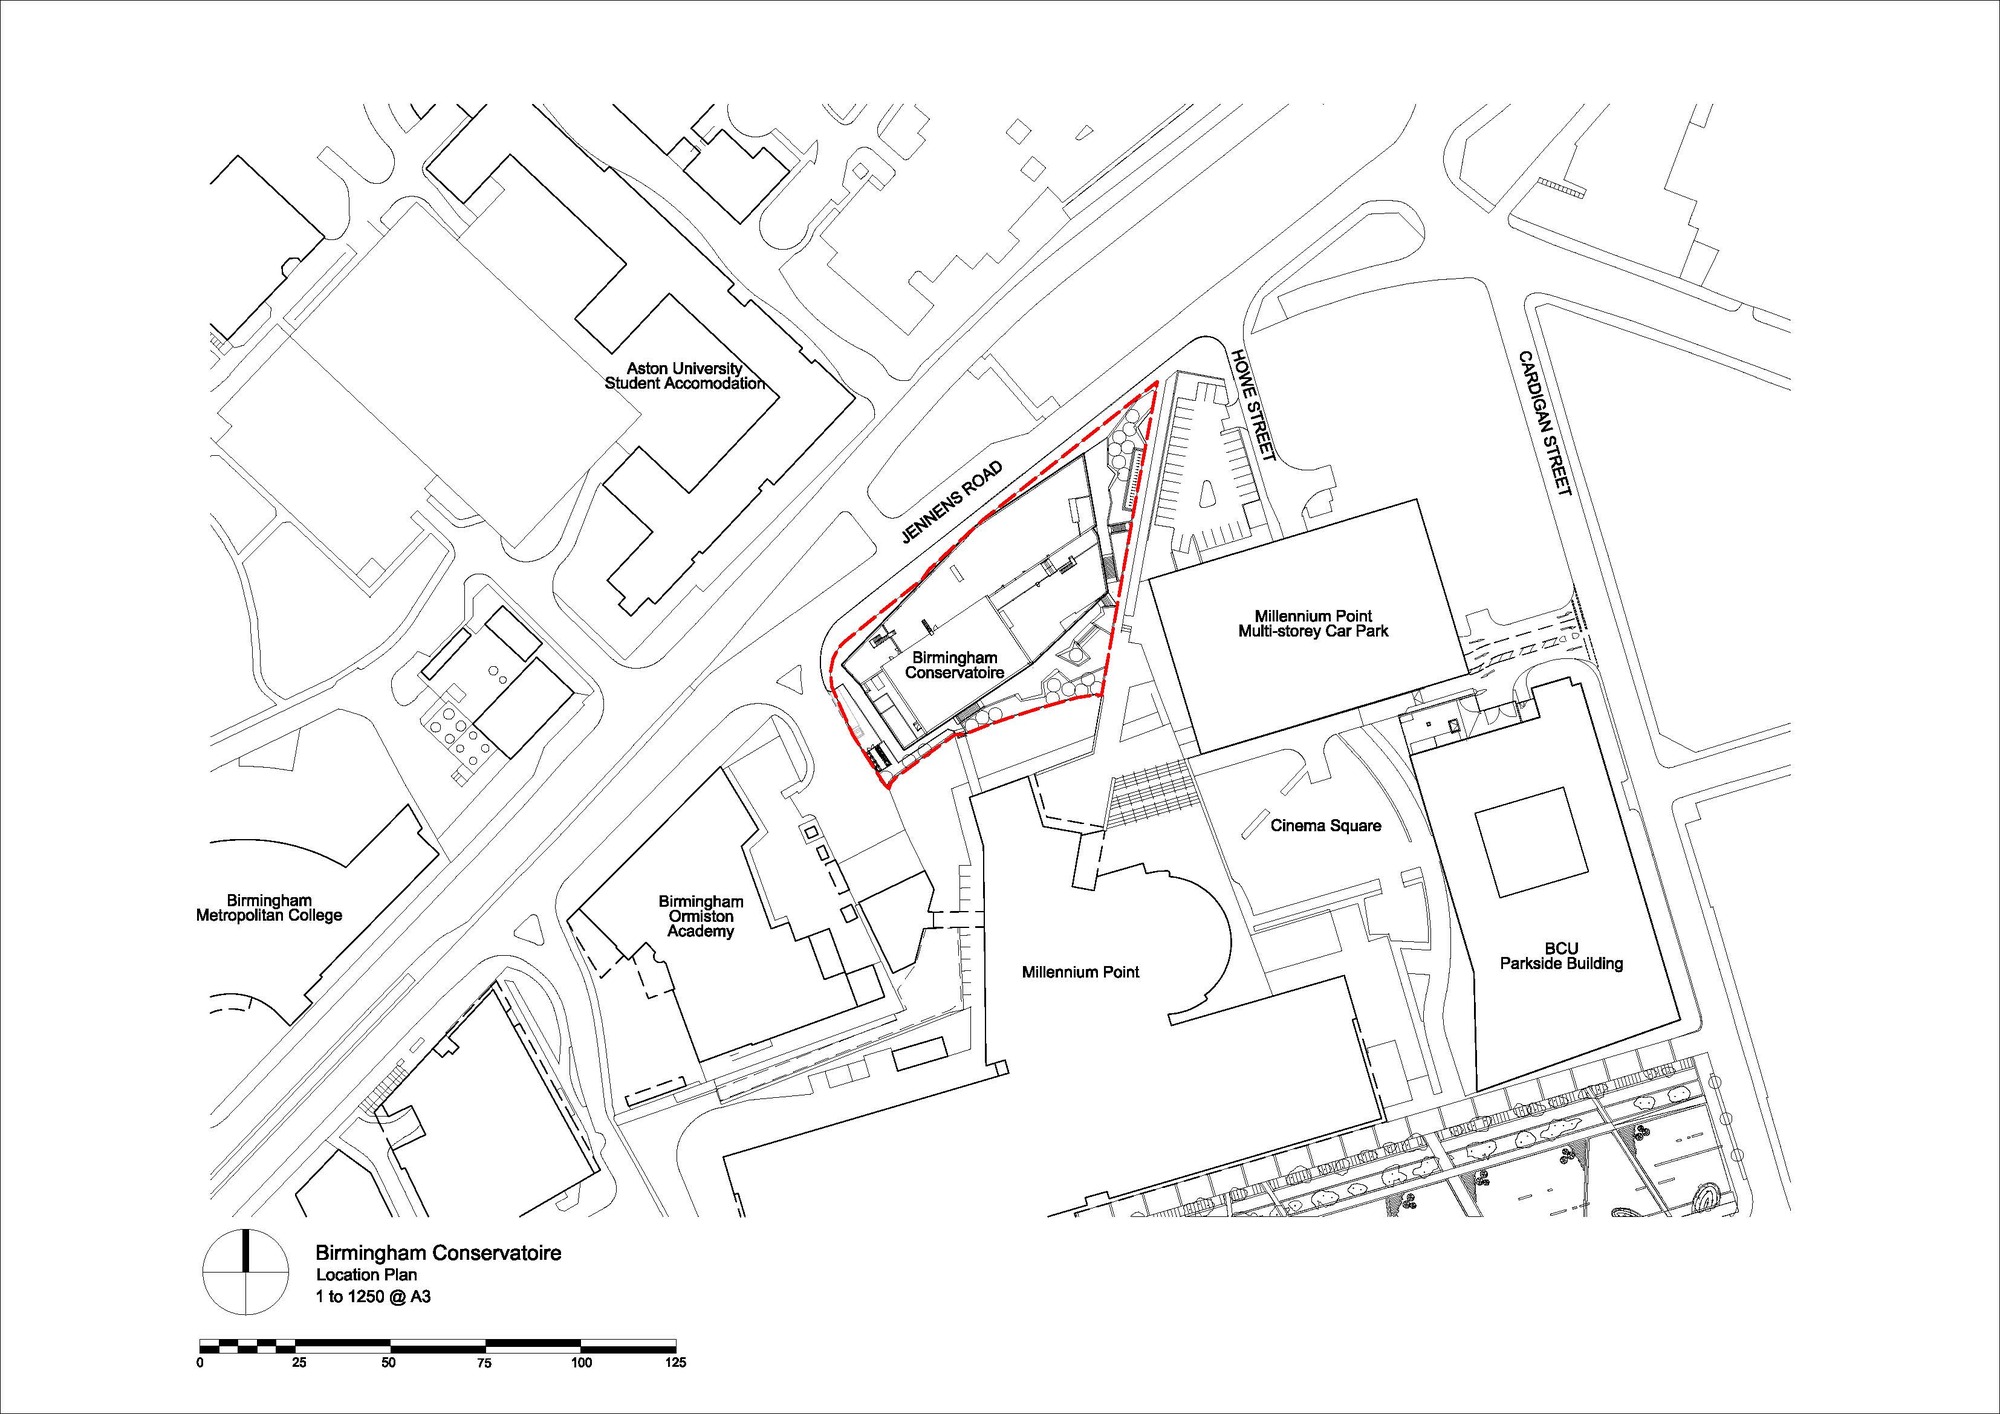 HOWE STREET
CARDIGAN STREET
Aston University
Student Accomodation
JENNENS ROAD
Millennium Point
Multi-storey Car Park
Birmingham
Conservatoire
Cinema Square
Birmingham
Metropolitan College
Birmingham
Ormiston
Academy
Millennium Point
BCU
Parkside Building
Birmingham Conservatoire
Location Plan
1 to 1250 @ A3
0 25 50 75 100 125